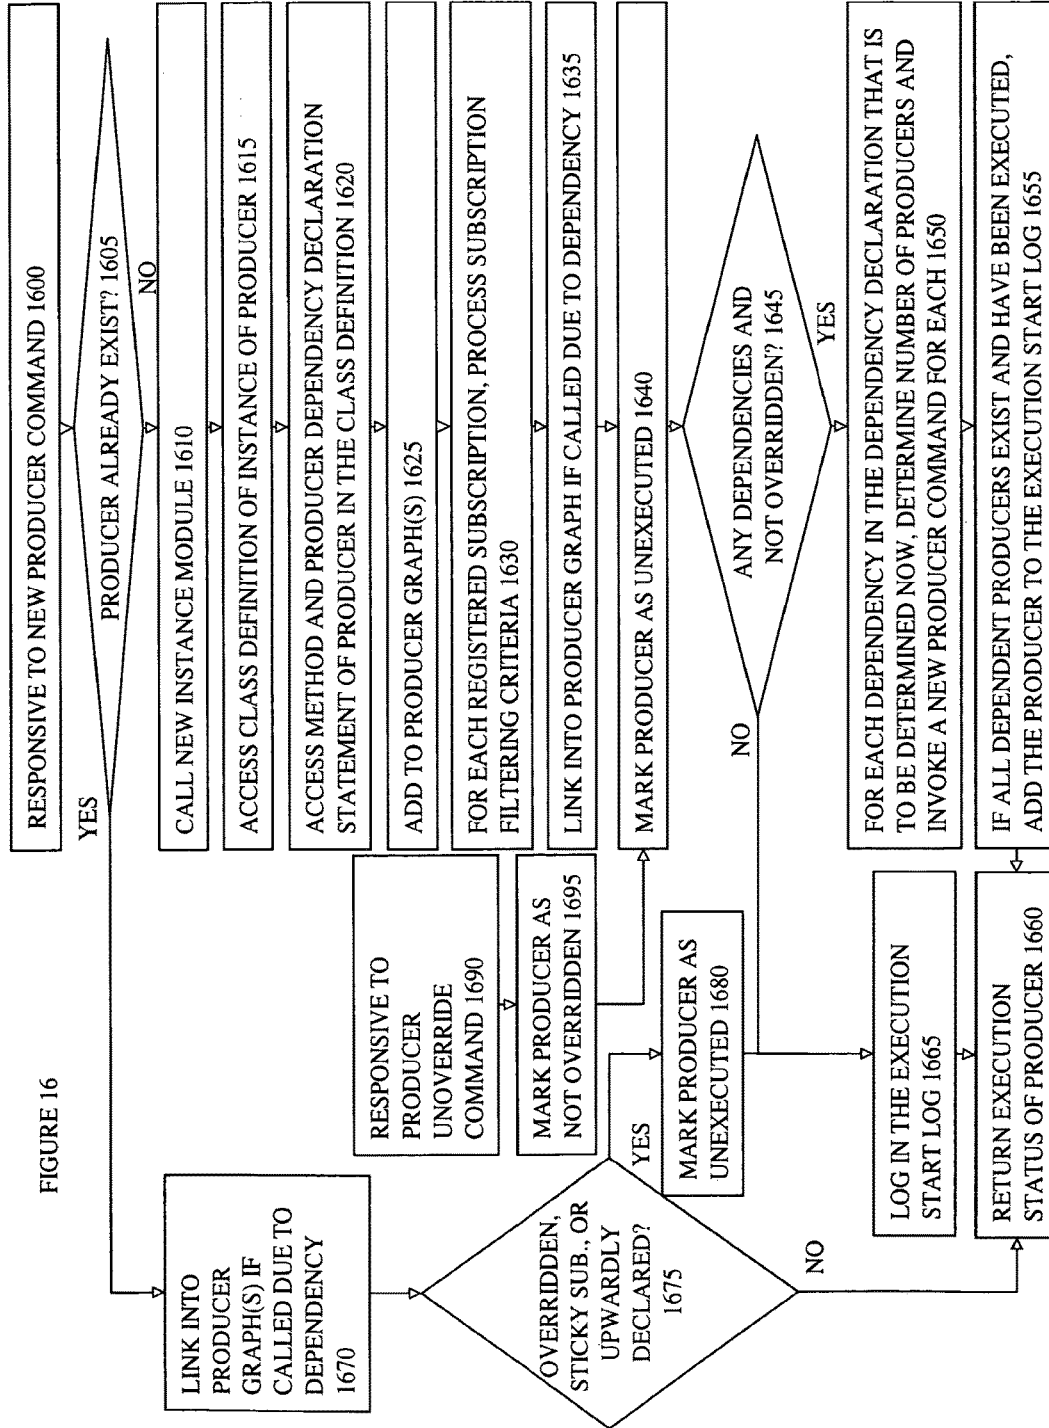 FIGURE 16
RESPONSIVE TO NEW PRODUCER COMMAND 1600
PRODUCER ALREADY EXIST? 1605
YES
NO
CALL NEW INSTANCE MODULE 1610
ACCESS CLASS DEFINITION OF INSTANCE OF PRODUCER 1615
ACCESS METHOD AND PRODUCER DEPENDENCY DECLARATION
STATEMENT OF PRODUCER IN THE CLASS DEFINITION 1620
ADD TO PRODUCER GRAPH(S) 1625
FOR EACH REGISTERED SUBSCRIPTION, PROCESS SUBSCRIPTION
FILTERING CRITERIA 1630
LINK INTO PRODUCER GRAPH IF CALLED DUE TO DEPENDENCY 1635
MARK PRODUCER AS UNEXECUTED 1640
ANY DEPENDENCIES AND
NOT OVERRIDDEN? 1645
NO
YES
FOR EACH DEPENDENCY IN THE DEPENDENCY DECLARATION THAT IS
TO BE DETERMINED NOW, DETERMINE NUMBER OF PRODUCERS AND
INVOKE A NEW PRODUCER COMMAND FOR EACH 1650
IF ALL DEPENDENT PRODUCERS EXIST AND HAVE BEEN EXECUTED,
ADD THE PRODUCER TO THE EXECUTION START LOG 1655
RESPONSIVE TO
PRODUCER
UNOVERRIDE
COMMAND 1690
MARK PRODUCER AS
NOT OVERRIDDEN 1695
LINK INTO
PRODUCER
GRAPH(S) IF
CALLED DUE TO
DEPENDENCY
1670
OVERRIDDEN,
STICKY SUB., OR
UPWARDLY
DECLARED?
1675
YES
NO
MARK PRODUCER AS
UNEXECUTED 1680
LOG IN THE EXECUTION
START LOG 1665
RETURN EXECUTION
STATUS OF PRODUCER 1660